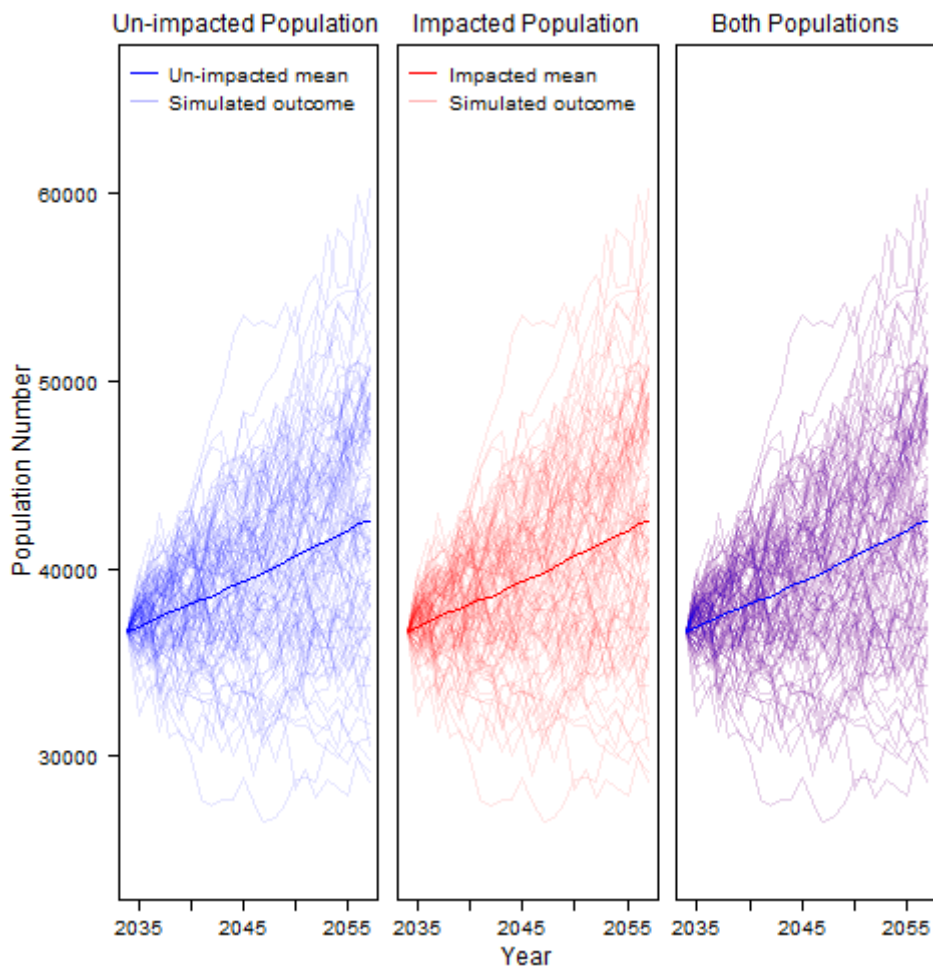 Un-impacted Population
Impacted Population
Both Populations
Un-impacted mean
Simulated outcome
Impacted mean
Simulated outcome
Population Number
60000
50000
40000
30000
2035
2045
2055
2035
2045
2055
2035
2045
2055
Year